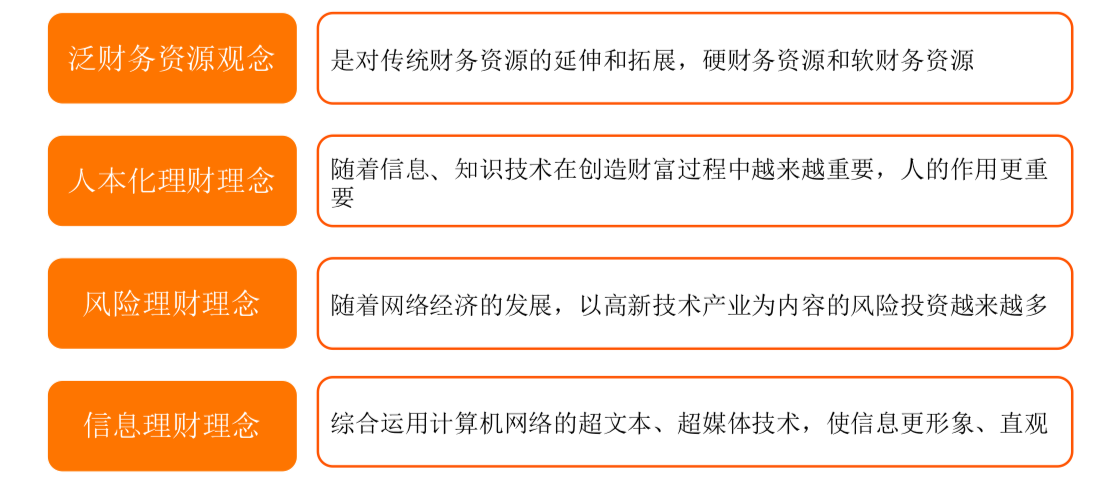 泛财务资源观念
是对传统财务资源的延伸和拓展，硬财务资源和软财务资源
人本化理财理念
随着信息、知识技术在创造财富过程中越来越重要，人的作用更重
要
风险理财理念
随着网络经济的发展，以高新技术产业为内容的风险投资越来越多
信息理财理念
综合运用计算机网络的超文本、超媒体技术，使信息更形象、直观